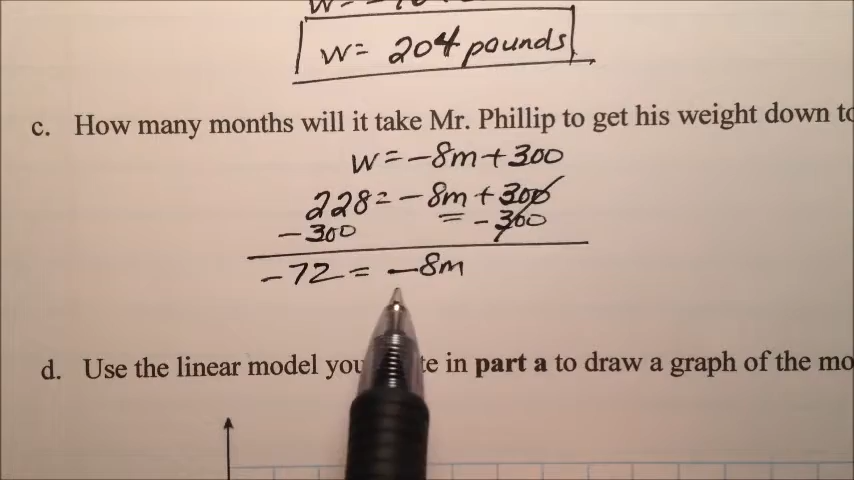 W=
W= 204 pounds
c. How many months will it take Mr. Phillip to get his weight down to
W=-8m+300
228=-8m+300
-300 = -300
-72 = -8m
d. Use the linear model you in part a to draw a graph of the mo